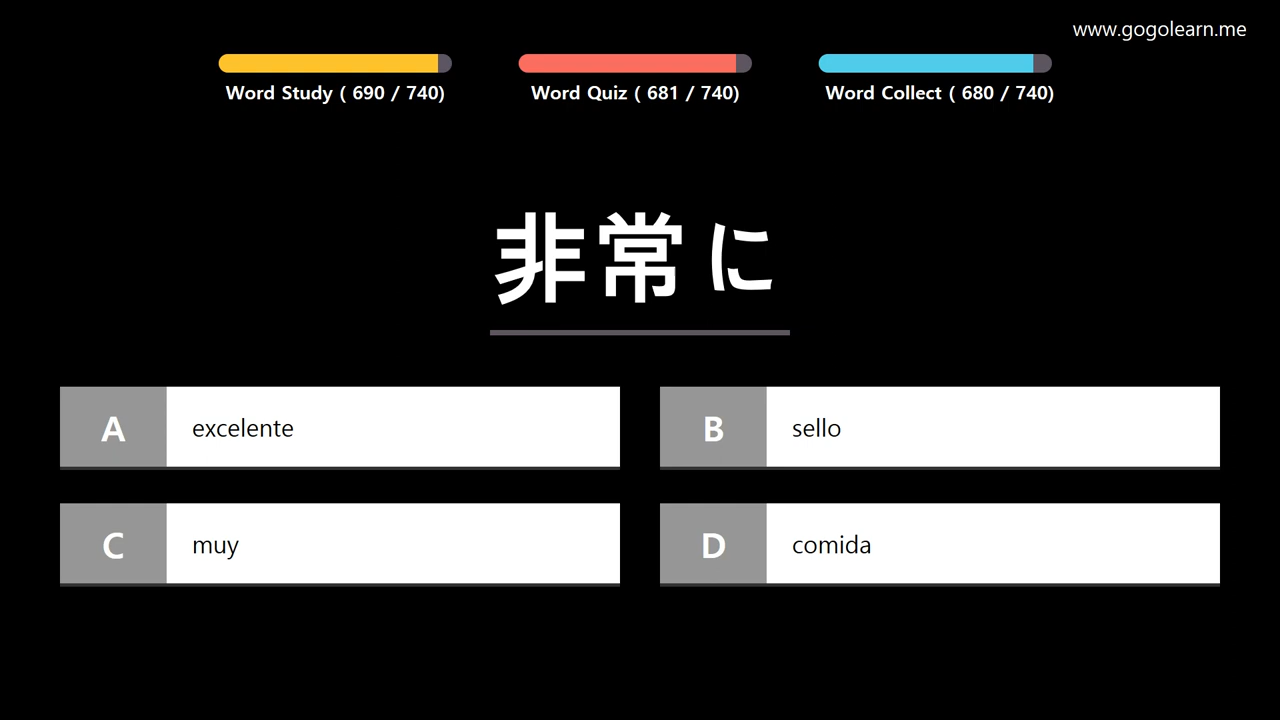 www.gogolearn.me
Word Study ( 690 / 740)
Word Quiz ( 681 / 740)
Word Collect ( 680 / 740)
非常に
A excelente
B sello
C muy
D comida